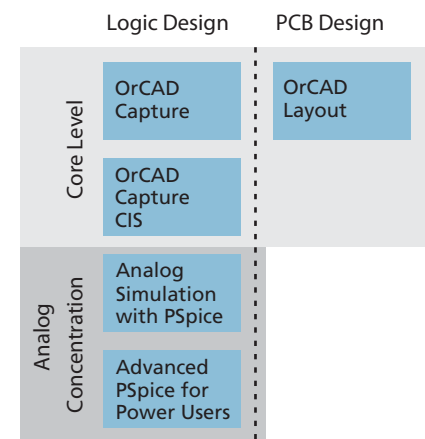 Logic Design
PCB Design
Core Level
OrCAD
Capture
OrCAD
Layout
OrCAD
Capture
CIS
Analog
Concentration
Analog
Simulation
with PSpice
Advanced
PSpice for
Power Users